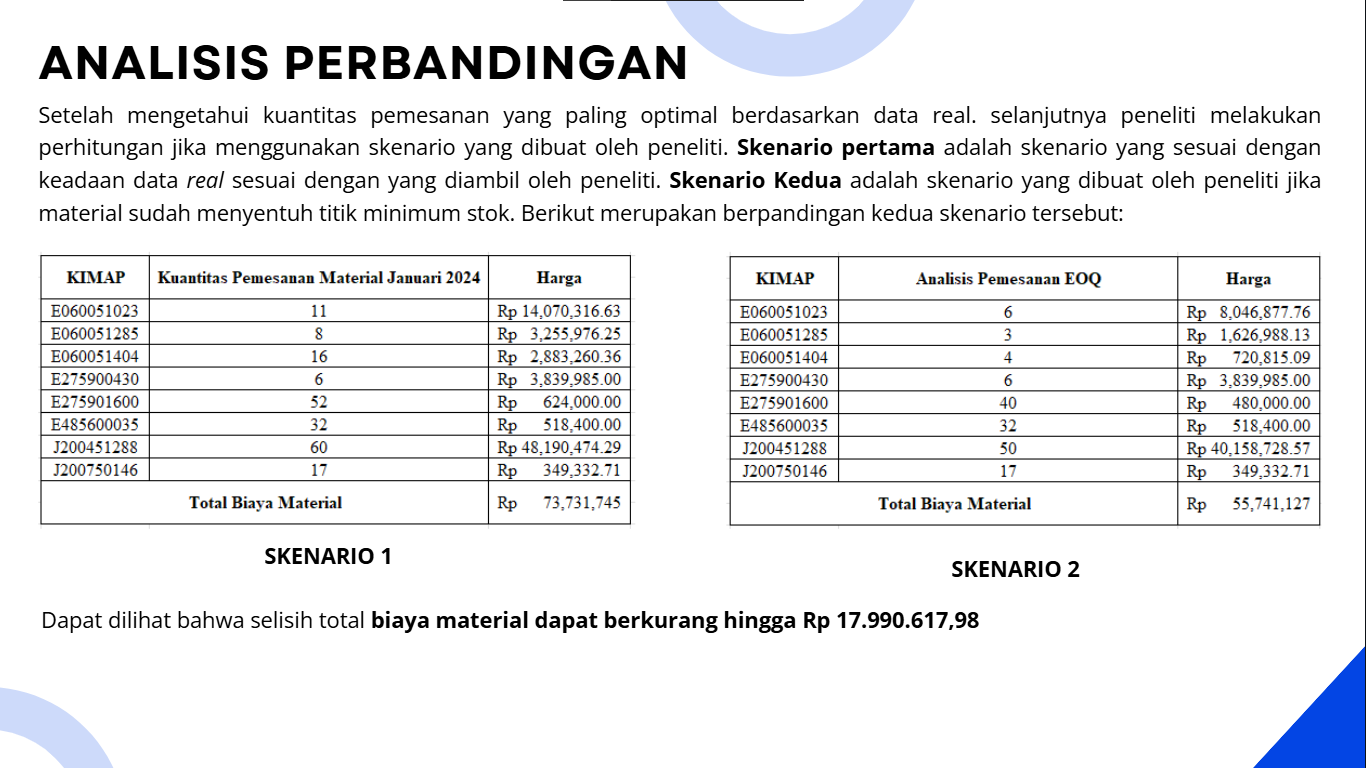 ANALISIS PERBANDINGAN
Setelah mengetahui kuantitas pemesanan yang paling optimal berdasarkan data real. selanjutnya peneliti melakukan
perhitungan jika menggunakan skenario yang dibuat oleh peneliti. Skenario pertama adalah skenario yang sesuai dengan
keadaan data real sesuai dengan yang diambil oleh peneliti. Skenario Kedua adalah skenario yang dibuat oleh peneliti jika
material sudah menyentuh titik minimum stok. Berikut merupakan berpandingan kedua skenario tersebut:
KIMAP Kuantitas Pemesanan Material Januari 2024 Harga
E060051023 11 Rp 14,070,316.63
E060051285 8 Rp 3,255,976.25
E060051404 16 Rp 2,883,260.36
E275900430 6 Rp 3,839,985.00
E275901600 52 Rp 624,000.00
E485600035 32 Rp 518,400.00
J200451288 60 Rp 48,190,474.29
J200750146 17 Rp 349,332.71
Total Biaya Material Rp 73,731,745
SKENARIO 1
KIMAP Analisis Pemesanan EOQ Harga
E060051023 6 Rp 8,046,877.76
E060051285 3 Rp 1,626,988.13
E060051404 4 Rp 720,815.09
E275900430 6 Rp 3,839,985.00
E275901600 40 Rp 480,000.00
E485600035 32 Rp 518,400.00
J200451288 50 Rp 40,158,728.57
J200750146 17 Rp 349,332.71
Total Biaya Material Rp 55,741,127
SKENARIO 2
Dapat dilihat bahwa selisih total biaya material dapat berkurang hingga Rp 17.990.617,98